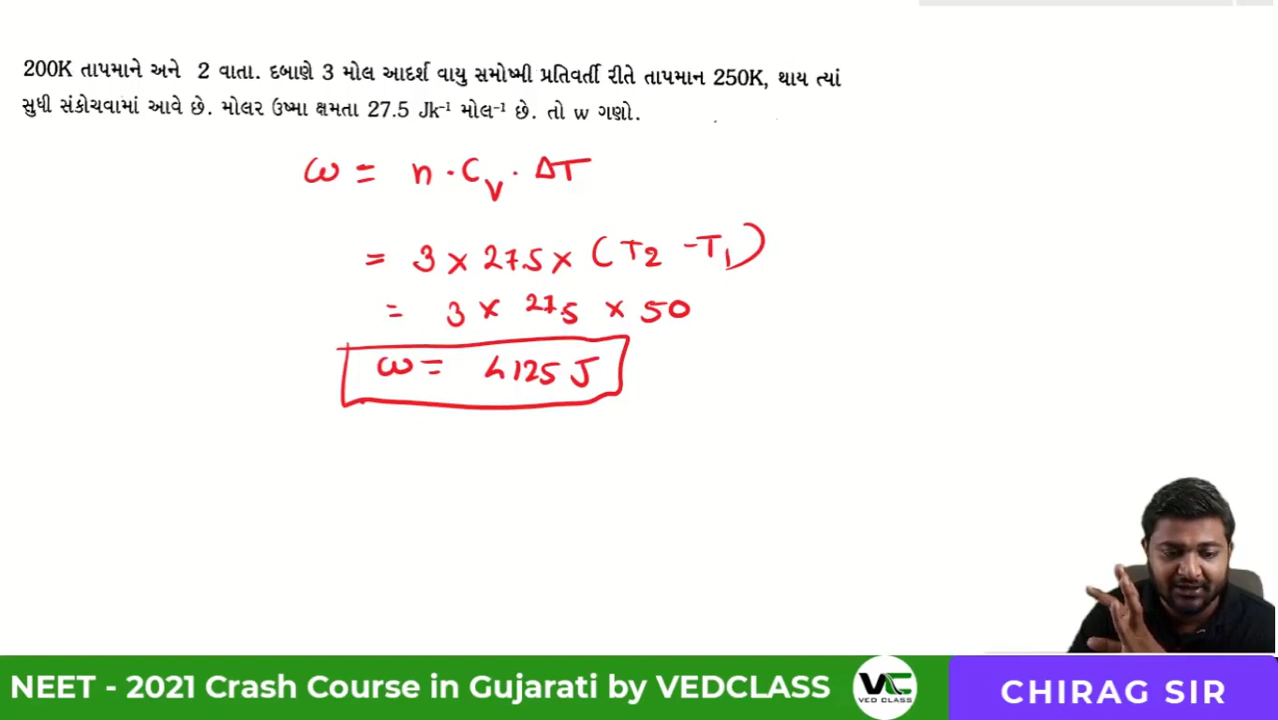 200K તાપમાને અને 2 વાતા. દબાણે 3 મોલ આદર્શ વાયુ સમોષ્મી પ્રતિવર્તી રીતે તાપમાન 250K, થાય ત્યાં
સુધી સંકોચવામાં આવે છે. મોલર ઉષ્મા ક્ષમતા 27.5 Jk⁻¹ મોલ⁻¹ છે. તો w ગણો.
ω = n · Cᵥ · ΔT
= 3 × 27.5 × (T₂ - T₁)
= 3 × 27.5 × 50
ω = 4125 J
NEET - 2021 Crash Course in Gujarati by VEDCLASS
VC
VED CLASS
CHIRAG SIR